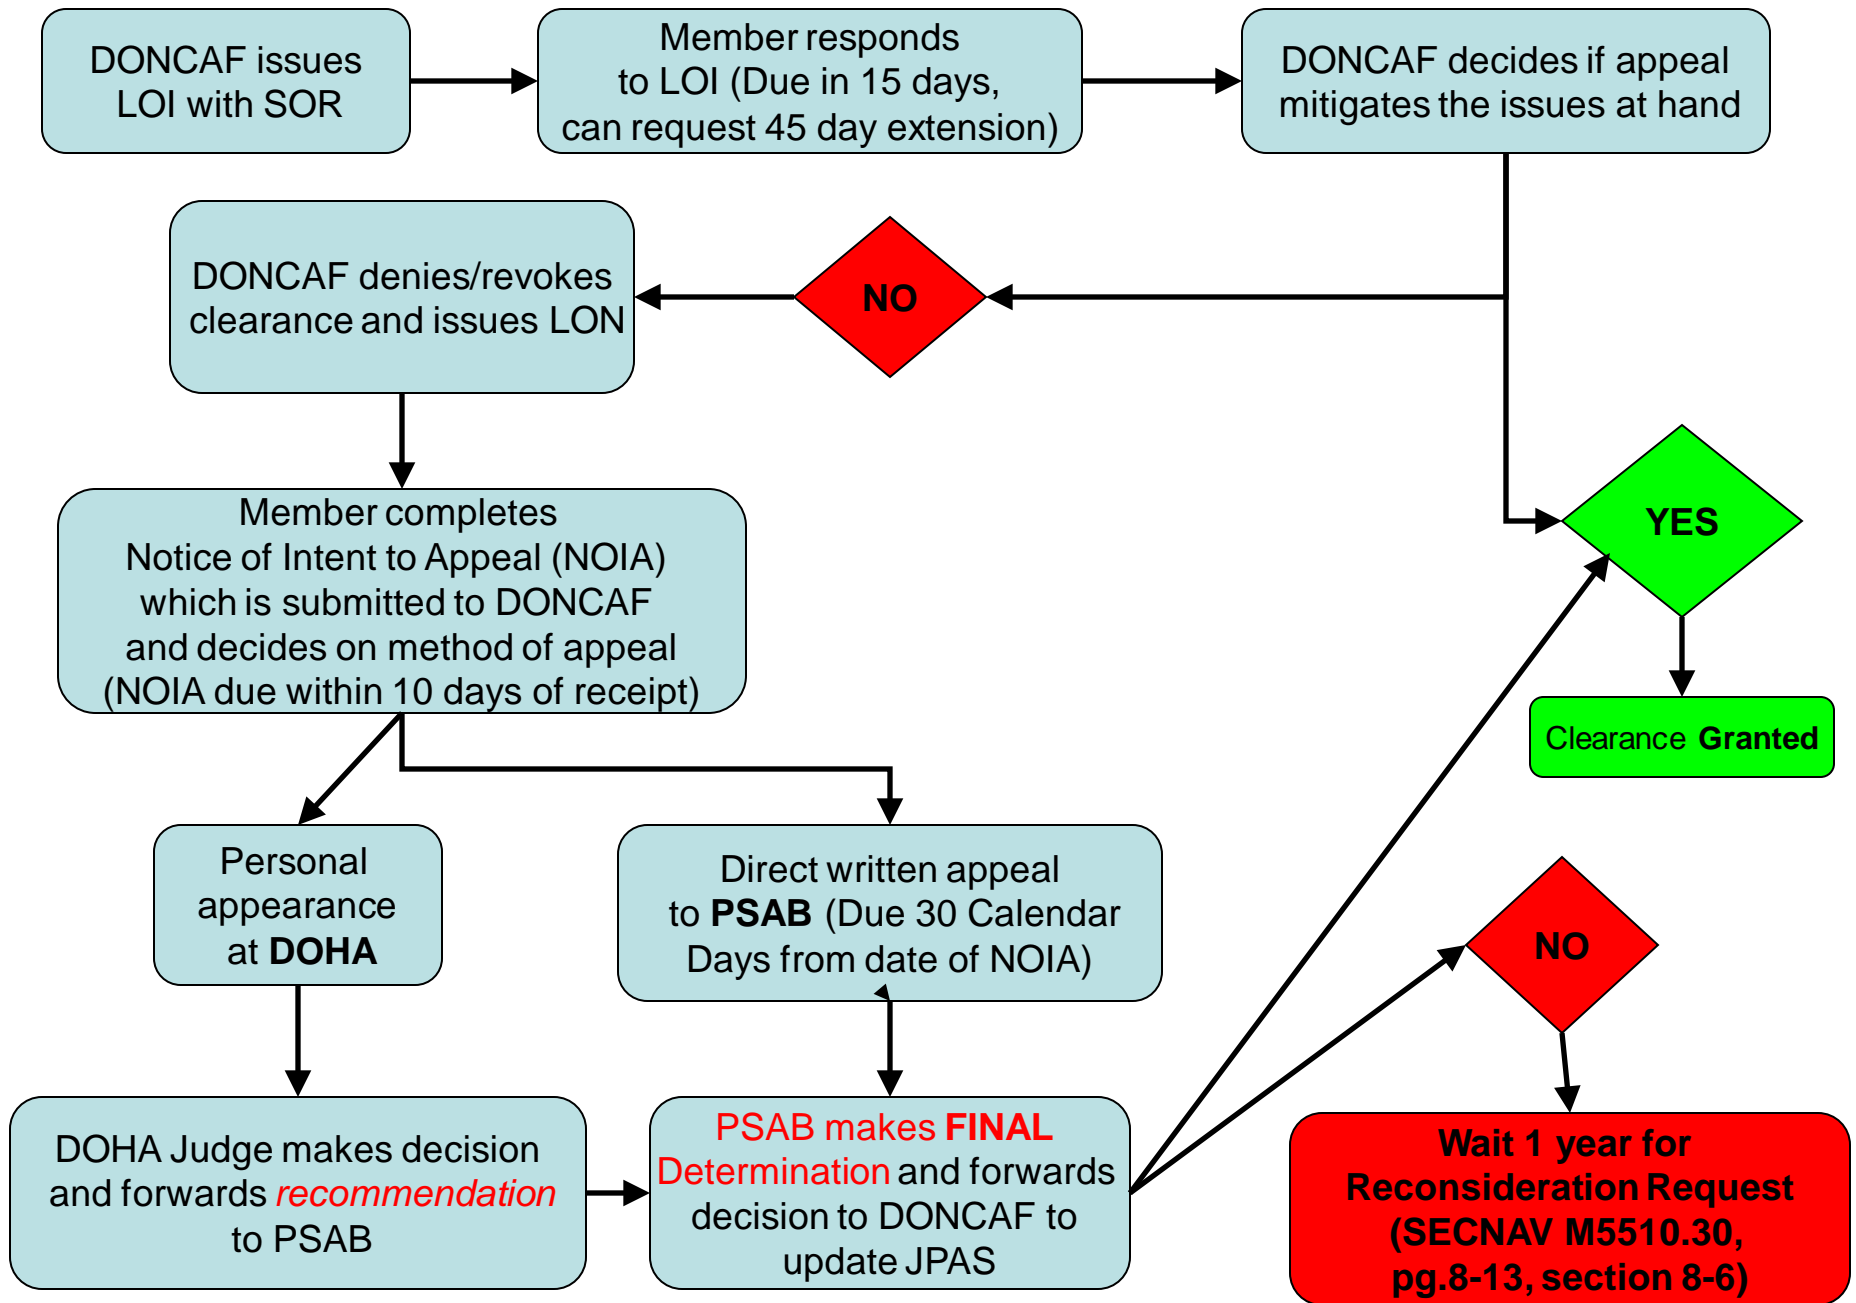 DONCAF issues
LOI with SOR
Member responds
to LOI (Due in 15 days,
can request 45 day extension)
DONCAF decides if appeal
mitigates the issues at hand
DONCAF denies/revokes
clearance and issues LON
NO
YES
Member completes
Notice of Intent to Appeal (NOIA)
which is submitted to DONCAF
and decides on method of appeal
(NOIA due within 10 days of receipt)
Clearance Granted
Personal
appearance
at DOHA
Direct written appeal
to PSAB (Due 30 Calendar
Days from date of NOIA)
NO
DOHA Judge makes decision
and forwards recommendation
to PSAB
PSAB makes FINAL
Determination and forwards
decision to DONCAF to
update JPAS
Wait 1 year for
Reconsideration Request
(SECNAV M5510.30,
pg.8-13, section 8-6)